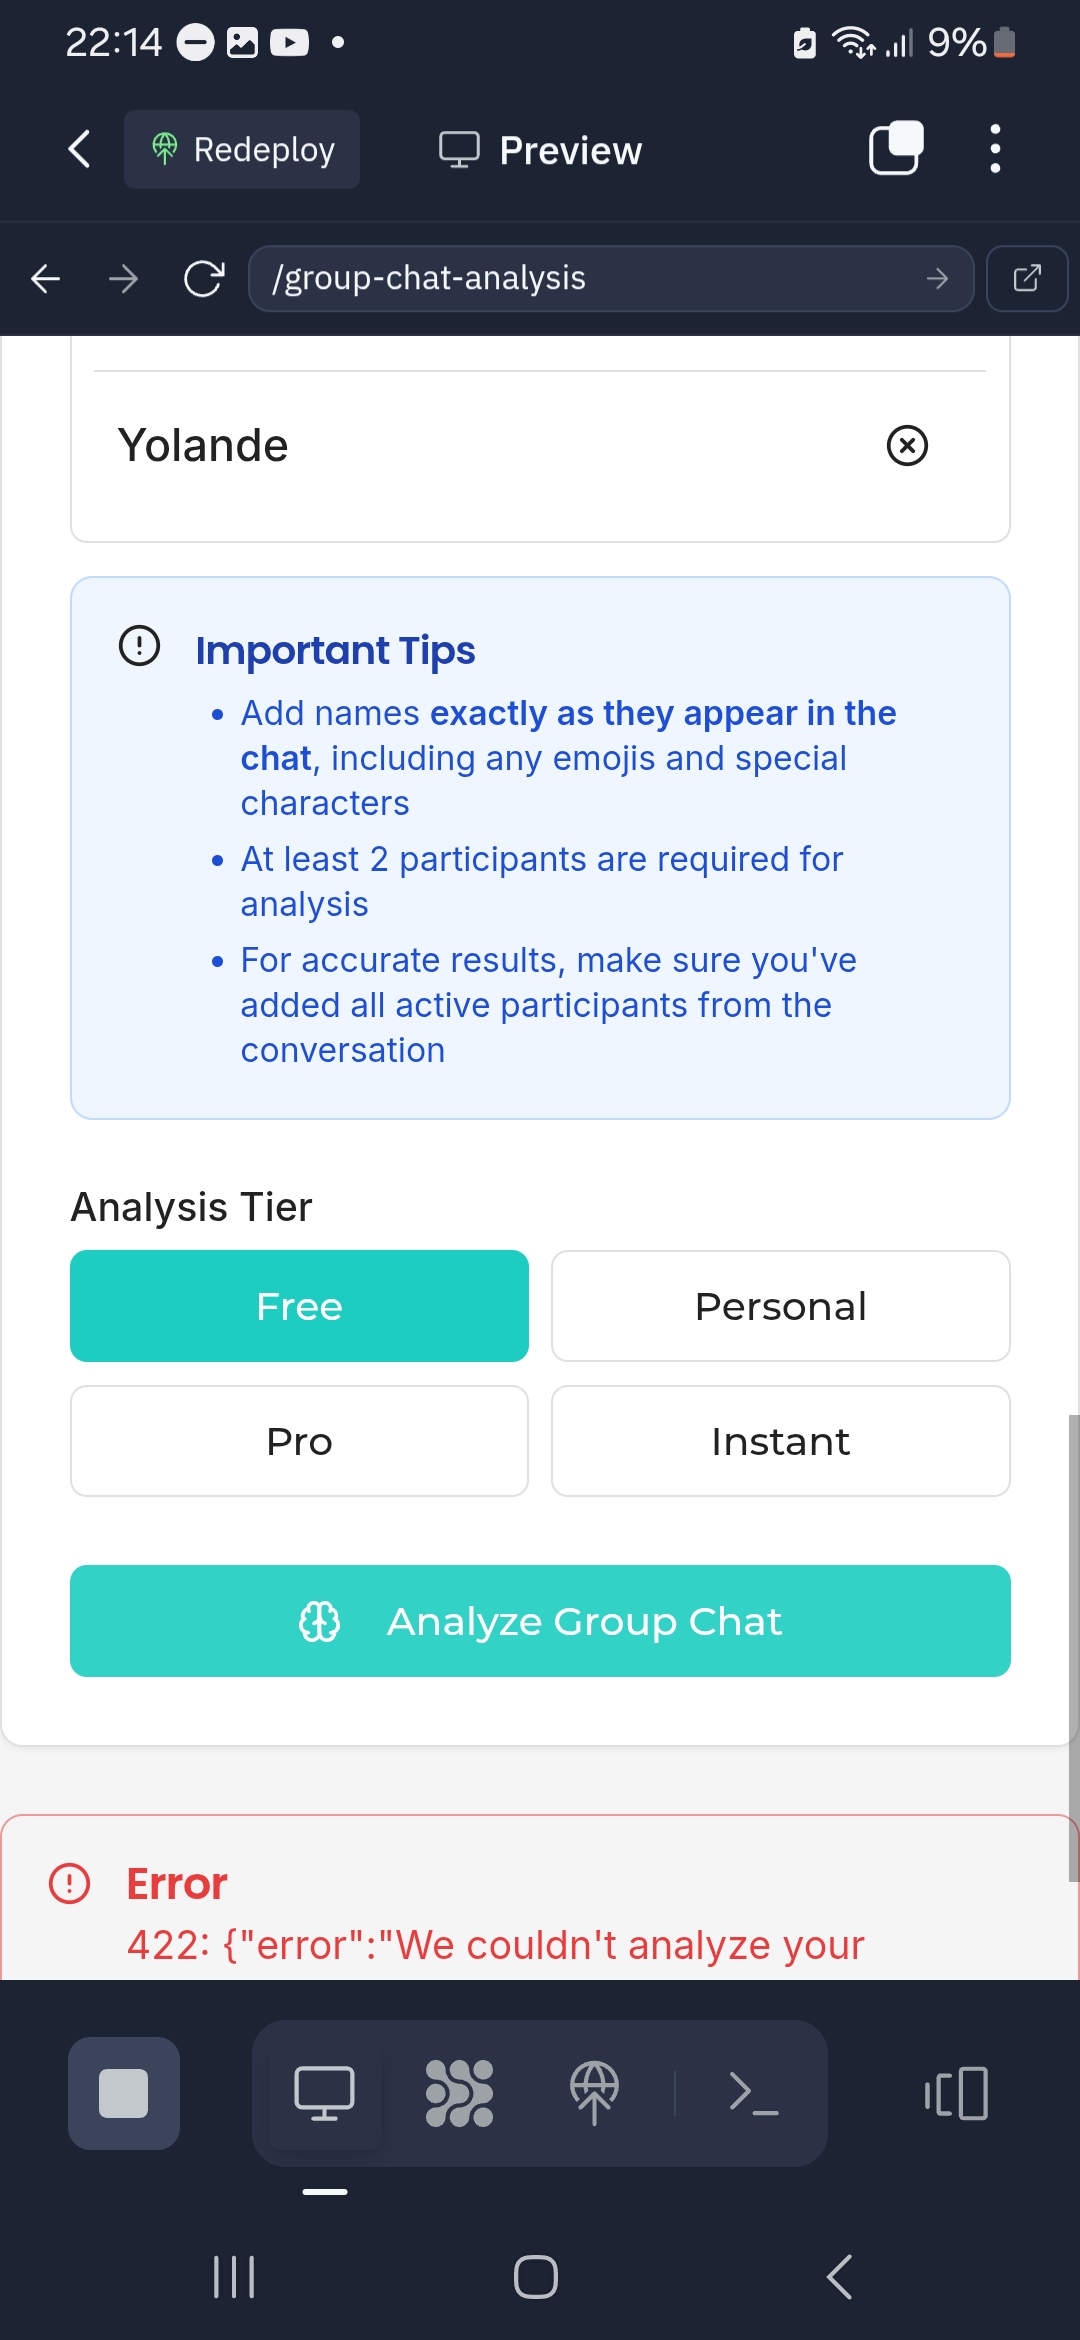 22:14
9%
Redeploy
Preview
/group-chat-analysis
Yolande
Important Tips
• Add names exactly as they appear in the
chat, including any emojis and special
characters
• At least 2 participants are required for
analysis
• For accurate results, make sure you've
added all active participants from the
conversation
Analysis Tier
Free
Personal
Pro
Instant
Analyze Group Chat
Error
422: {"error":"We couldn't analyze your